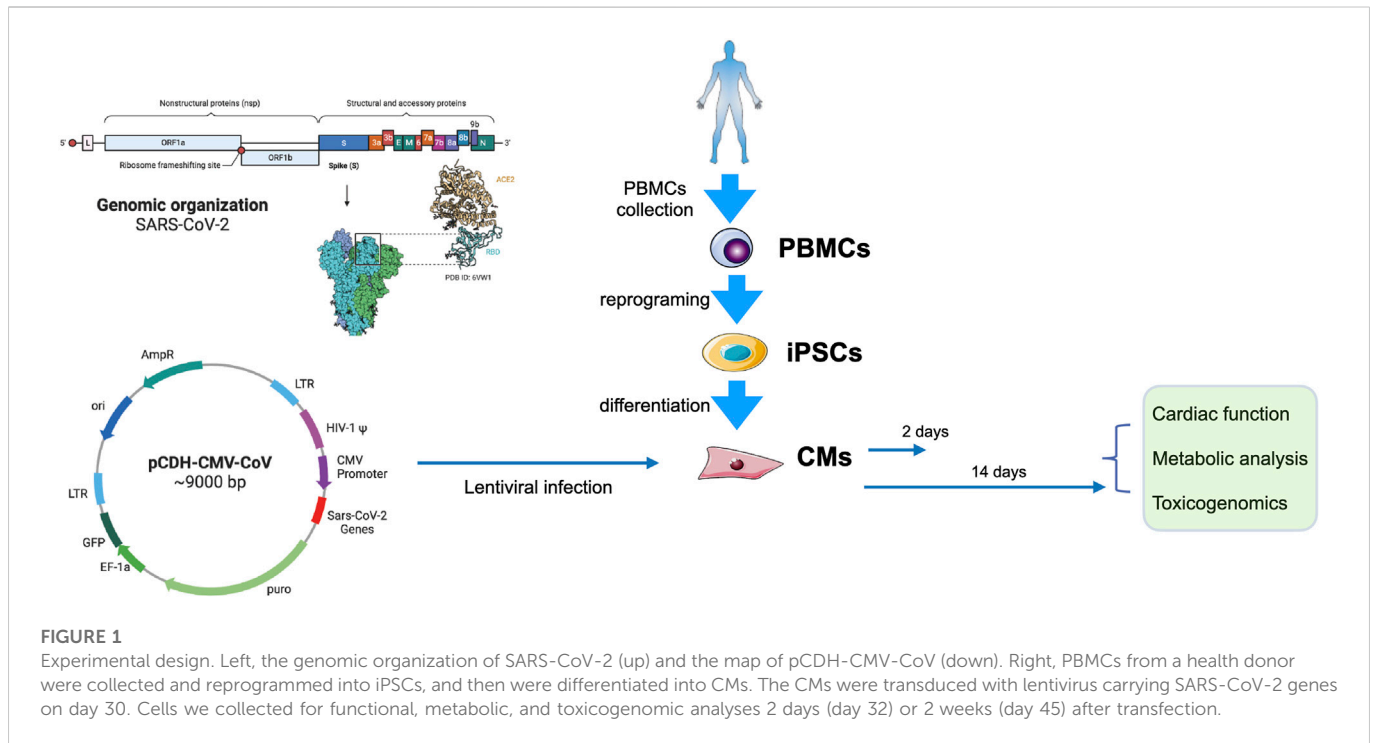 Nonstructural proteins (nsp)
Structural and accessory proteins
5'
L
ORF1a
ORF1b
S
3a
3b
E
M
6
7a
7b
8a
8b
9b
N
3'
Ribosome frameshifting site
Spike (S)
Genomic organization
SARS-CoV-2
ACE2
RBD
PDB ID: 6VW1
AmpR
LTR
ori
HIV-1 ψ
pCDH-CMV-CoV
~9000 bp
CMV
Promoter
LTR
Sars-CoV-2
Genes
GFP
EF-1a
puro
Lentiviral infection
PBMCs
collection
PBMCs
reprograming
iPSCs
differentiation
CMs
2 days
14 days
Cardiac function
Metabolic analysis
Toxicogenomics
FIGURE 1
Experimental design. Left, the genomic organization of SARS-CoV-2 (up) and the map of pCDH-CMV-CoV (down). Right, PBMCs from a health donor
were collected and reprogrammed into iPSCs, and then were differentiated into CMs. The CMs were transduced with lentivirus carrying SARS-CoV-2 genes
on day 30. Cells we collected for functional, metabolic, and toxicogenomic analyses 2 days (day 32) or 2 weeks (day 45) after transfection.